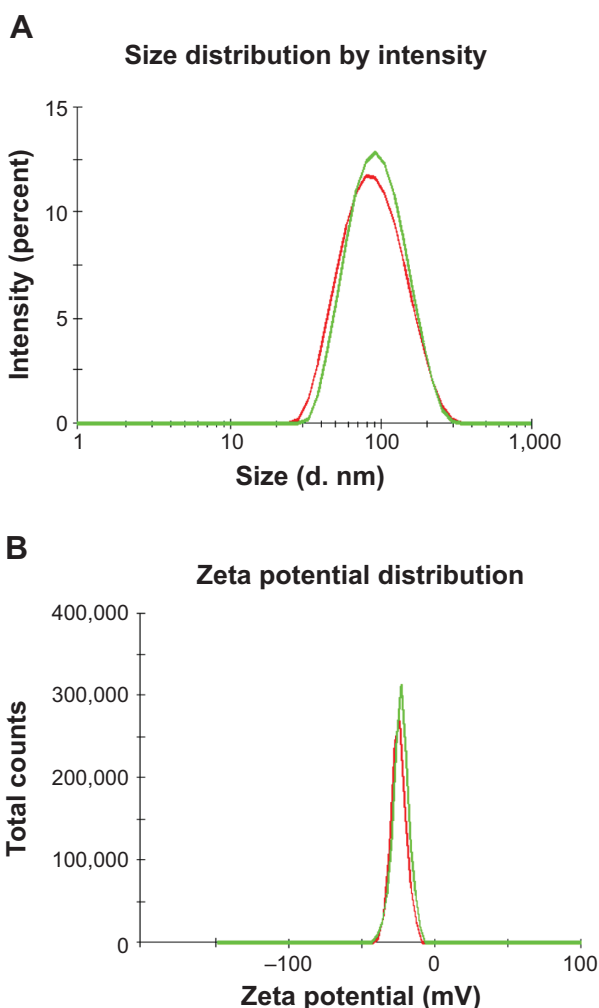 A
Size distribution by intensity
15
10
5
0
Intensity (percent)
1 10 100 1,000
Size (d. nm)
B
Zeta potential distribution
400,000
300,000
200,000
100,000
0
Total counts
–100 0 100
Zeta potential (mV)